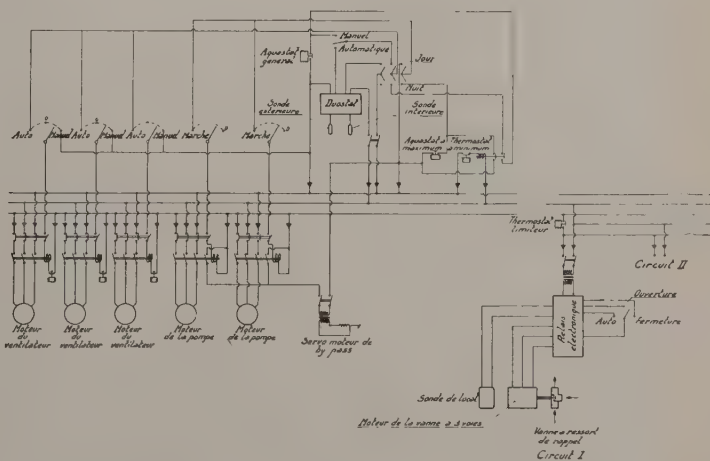 Manuel
Automatique
Jour
Nuit
Aquastat
général
Duostat
Sonde
extérieure
Sonde
intérieure
Aquastat à
maximum
Thermostat
à minimum
Auto
Manuel
Auto
Manuel
Auto
Manuel
Marche
Marche
Thermostat
limiteur
Circuit II
Moteur
du
ventilateur
Moteur
du
ventilateur
Moteur
du
ventilateur
Moteur
de la pompe
Moteur
de la pompe
Servo moteur de
by pass
Relais
électronique
Ouverture
Auto
Fermeture
Sonde de local
Moteur de la vanne à 3 voies
Vanne à ressort
de rappel
Circuit I